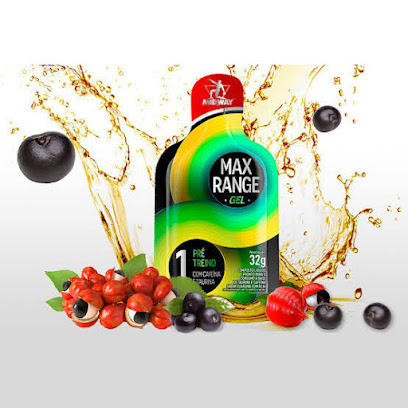 MIDWAY
MAX
RANGE
GEL
1
PRÉ
TREINO
COM CAFEÍNA
E TAURINA
32g